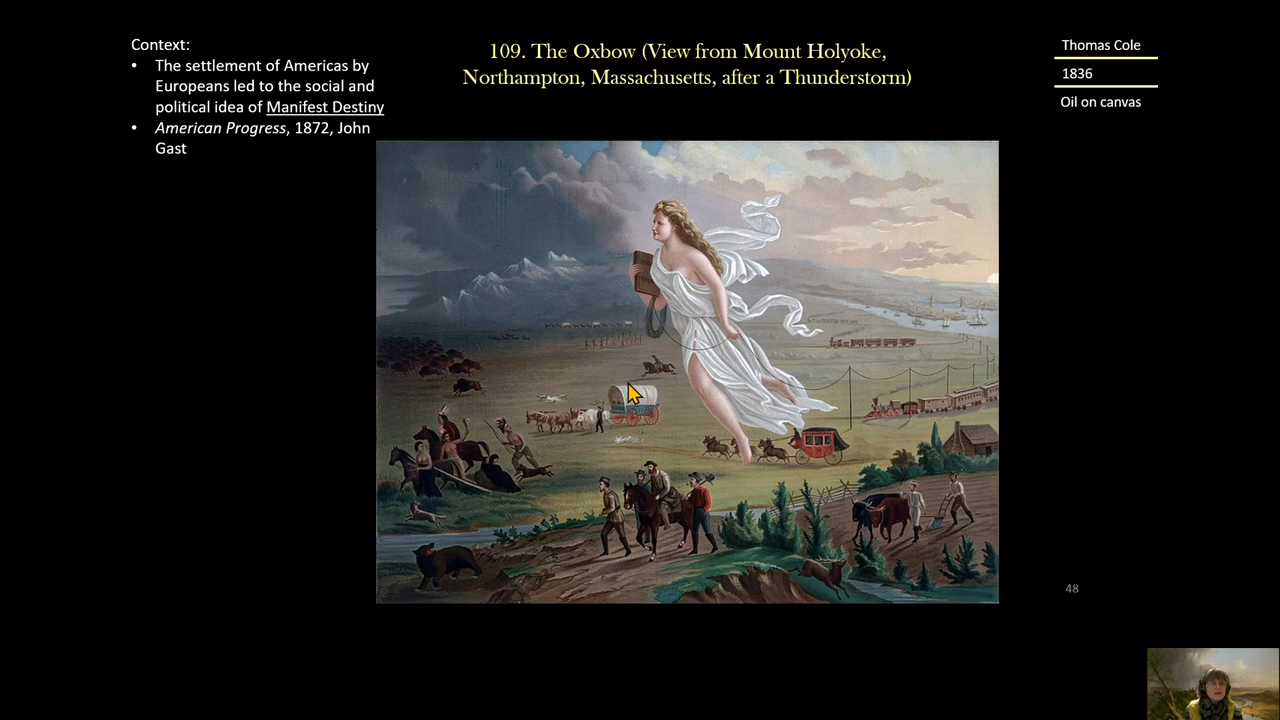 Context:
• The settlement of Americas by
Europeans led to the social and
political idea of Manifest Destiny
• American Progress, 1872, John
Gast
109. The Oxbow (View from Mount Holyoke,
Northampton, Massachusetts, after a Thunderstorm)
Thomas Cole
1836
Oil on canvas
48